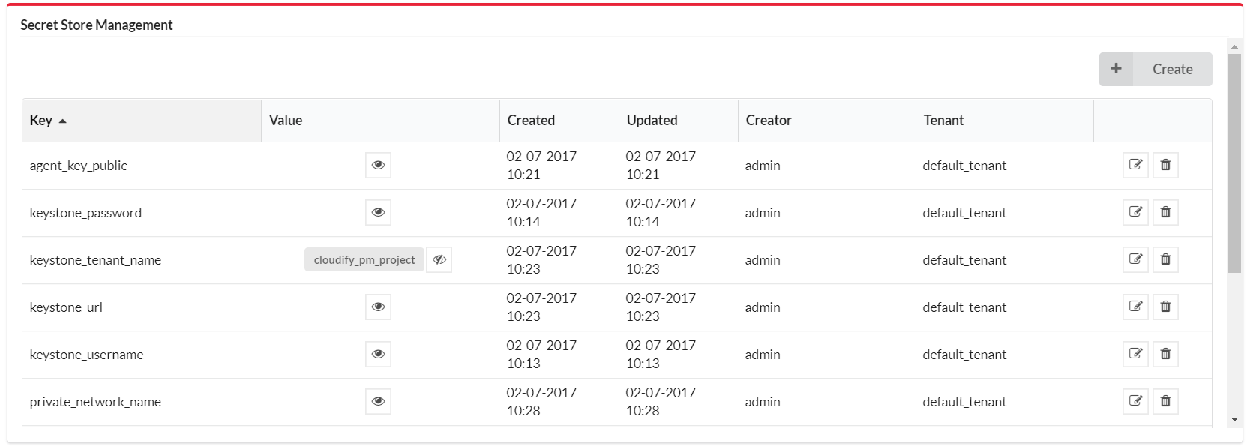 Secret Store Management
+ Create
Key Value Created Updated Creator Tenant
agent_key_public 02-07-2017 10:21 02-07-2017 10:21 admin default_tenant
keystone_password 02-07-2017 10:14 02-07-2017 10:14 admin default_tenant
keystone_tenant_name cloudify_pm_project 02-07-2017 10:23 02-07-2017 10:23 admin default_tenant
keystone_url 02-07-2017 10:23 02-07-2017 10:23 admin default_tenant
keystone_username 02-07-2017 10:13 02-07-2017 10:13 admin default_tenant
private_network_name 02-07-2017 10:28 02-07-2017 10:28 admin default_tenant